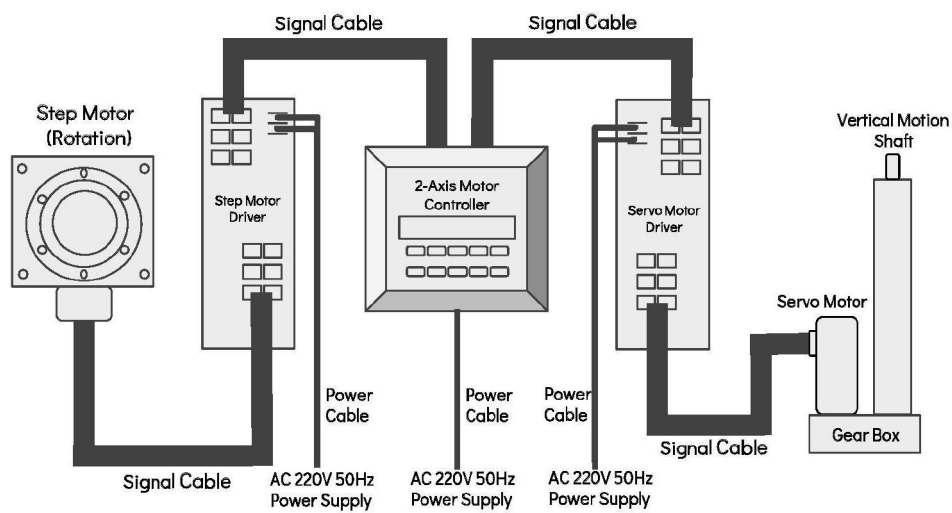 Signal Cable
Signal Cable
Step Motor
(Rotation)
Vertical Motion
Shaft
2-Axis Motor
Controller
Step Motor
Driver
Servo Motor
Driver
Servo Motor
Power
Cable
Power
Cable
Power
Cable
Gear Box
Signal Cable
Signal Cable
AC 220V 50Hz
Power Supply
AC 220V 50Hz
Power Supply
AC 220V 50Hz
Power Supply